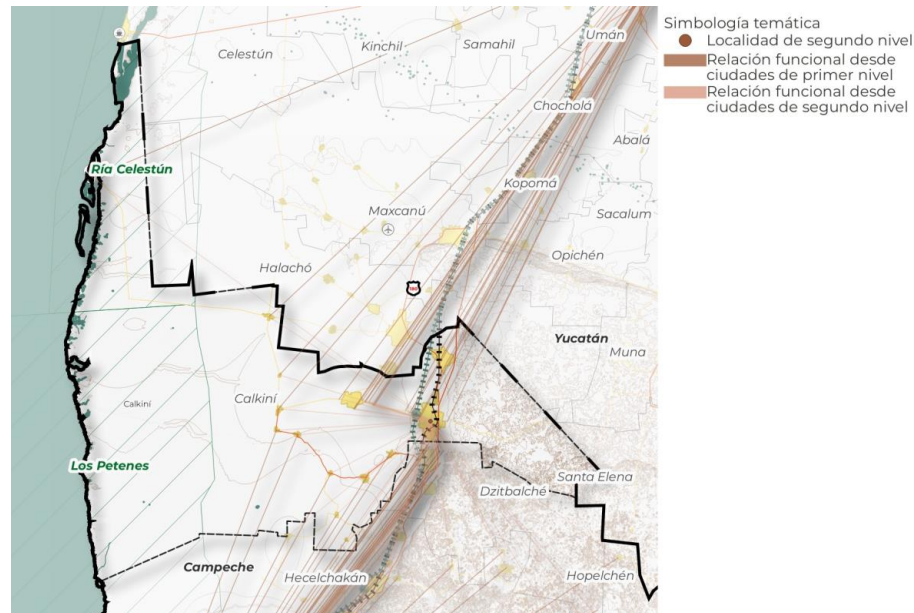 Celestún
Kinchil
Samahil
Umán
Chocholá
Abalá
Ría Celestún
Kopomá
Maxcanú
Sacalum
Opichén
Halachó
180
Yucatán
Muna
Calkiní
Calkiní
Los Petenes
Santa Elena
Dzitbalché
Campeche
Hecelchakán
Hopelchén
Simbología temática
Localidad de segundo nivel
Relación funcional desde
ciudades de primer nivel
Relación funcional desde
ciudades de segundo nivel